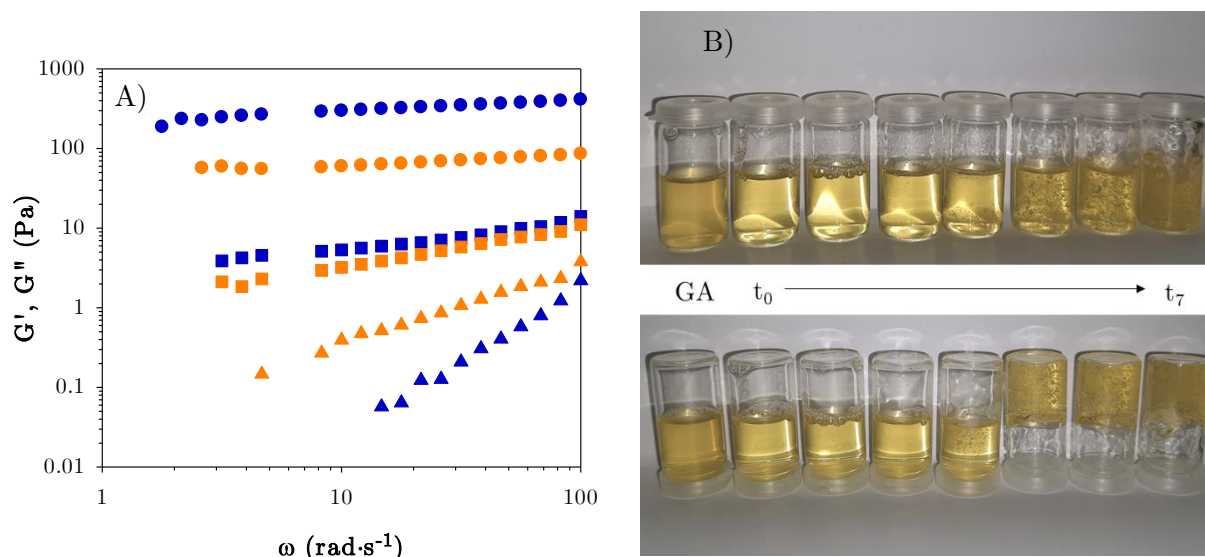 A)
G', G" (Pa)
1000
100
10
1
0.1
0.01
1
10
100
ω (rad·s⁻¹)
B)
GA t₀ t₇